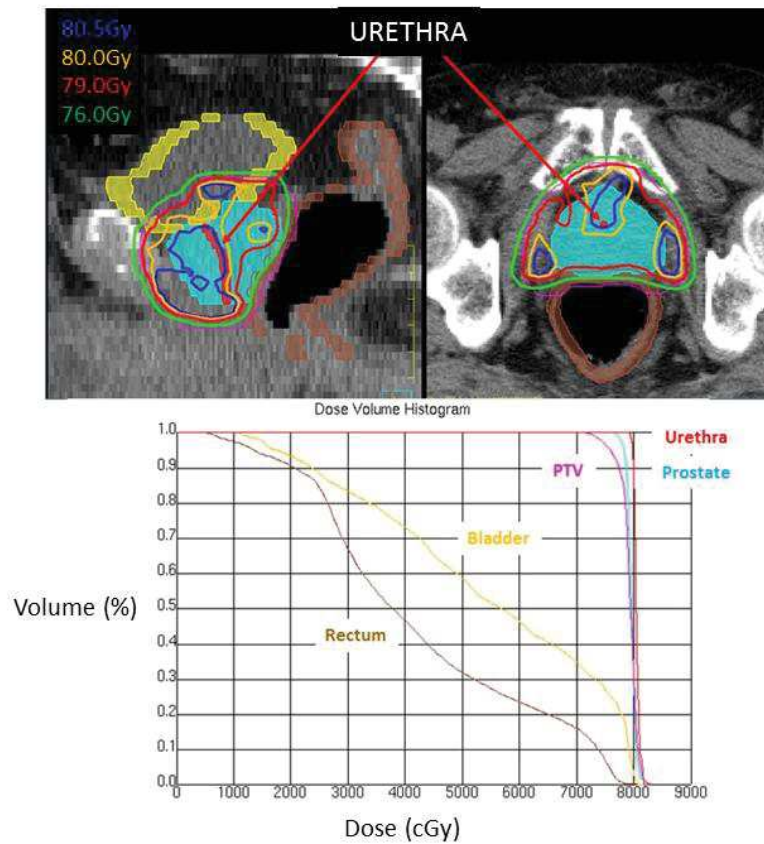 80.5Gy
80.0Gy
79.0Gy
76.0Gy
URETHRA
Dose Volume Histogram
1.0
0.9
0.8
0.7
0.6
0.5
0.4
0.3
0.2
0.1
0.0
Urethra
PTV
Prostate
Bladder
Rectum
Volume (%)
0 1000 2000 3000 4000 5000 6000 7000 8000 9000
Dose (cGy)